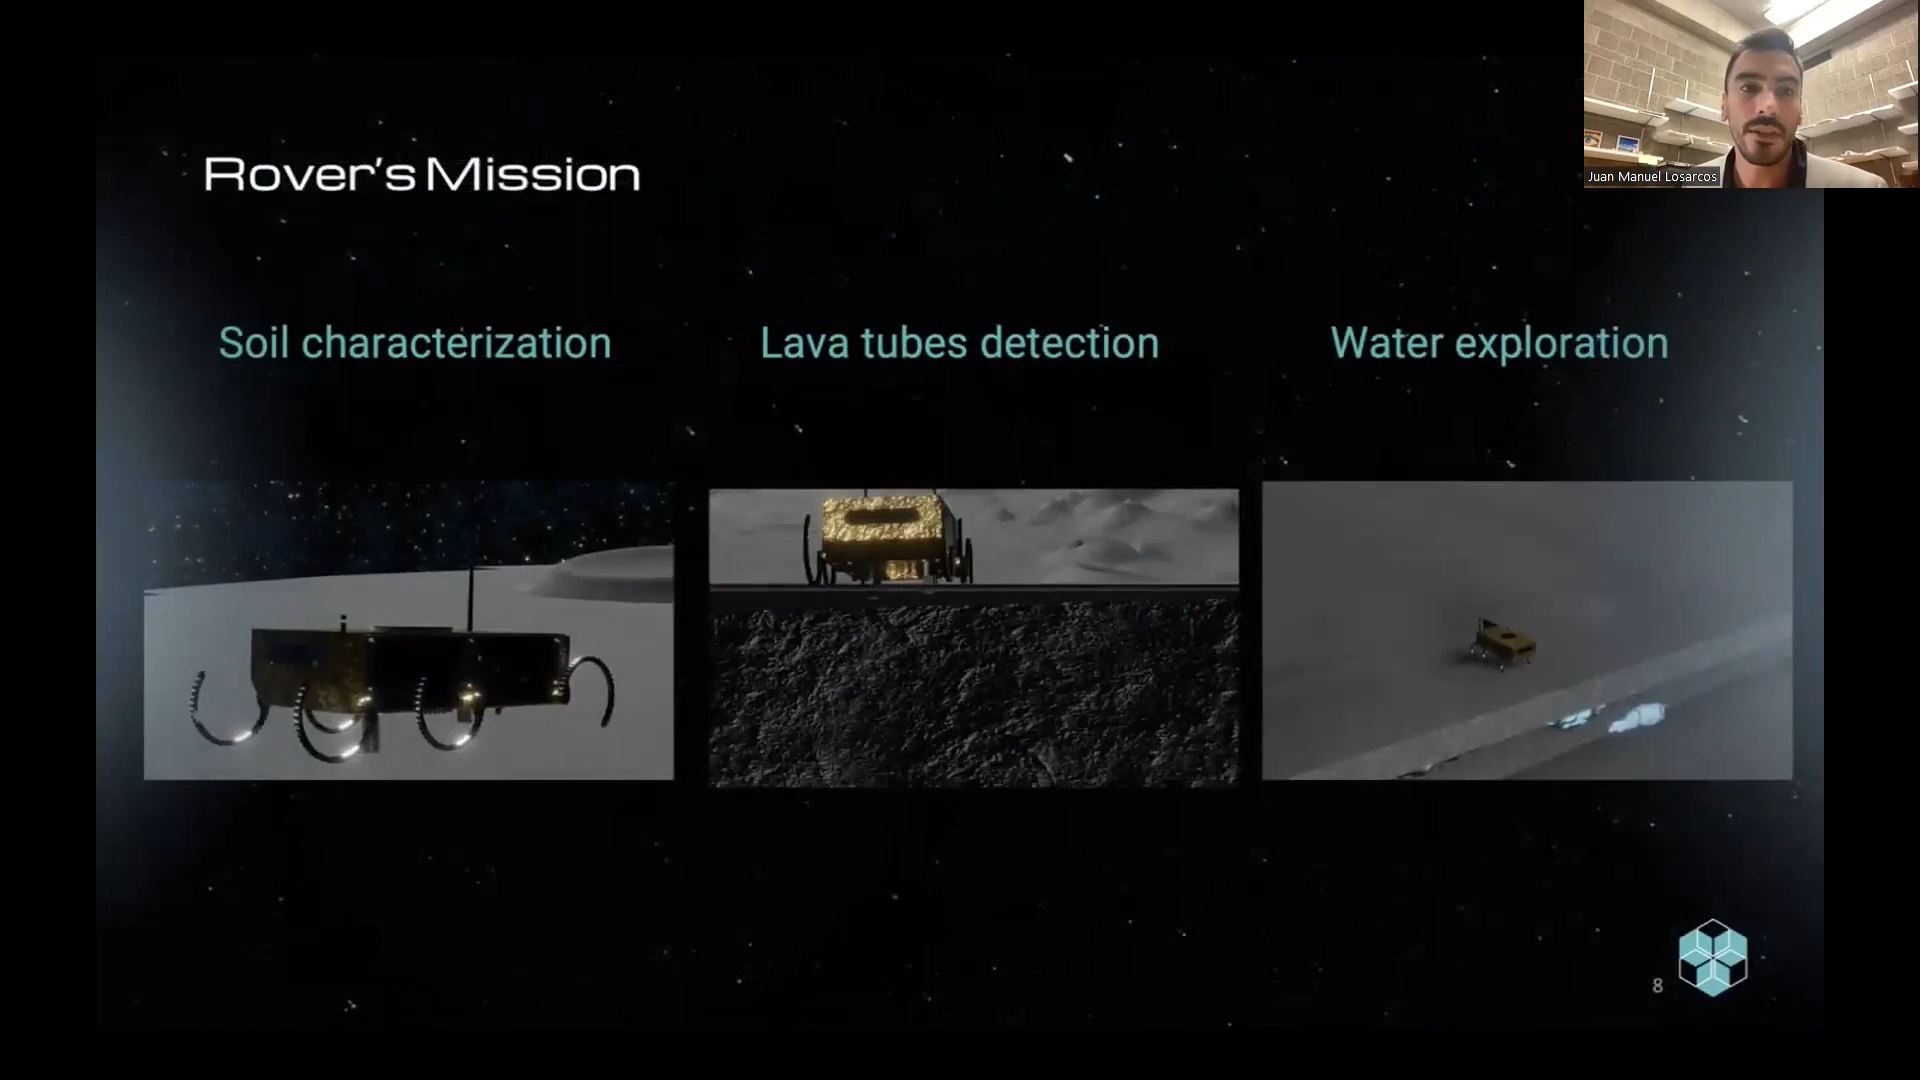 Rover's Mission
Juan Manuel Losarcos
Soil characterization
Lava tubes detection
Water exploration
8